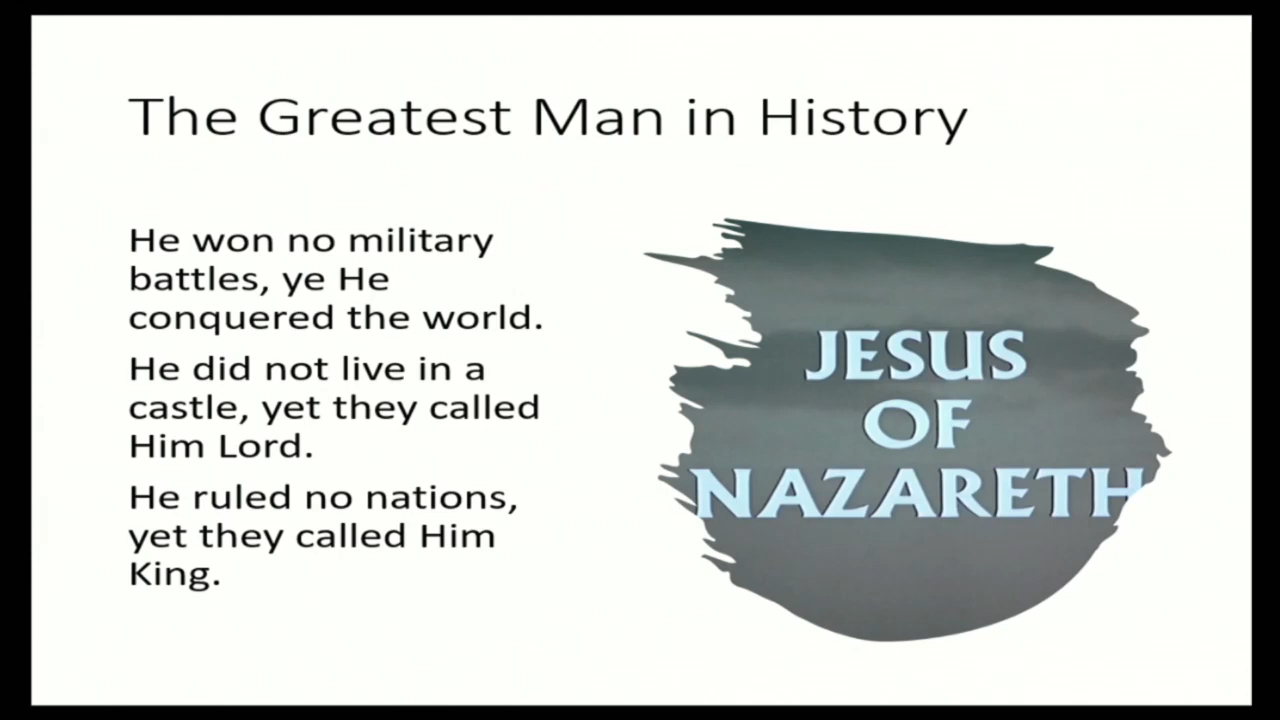 The Greatest Man in History
He won no military
battles, ye He
conquered the world.
He did not live in a
castle, yet they called
Him Lord.
He ruled no nations,
yet they called Him
King.
JESUS
OF
NAZARETH